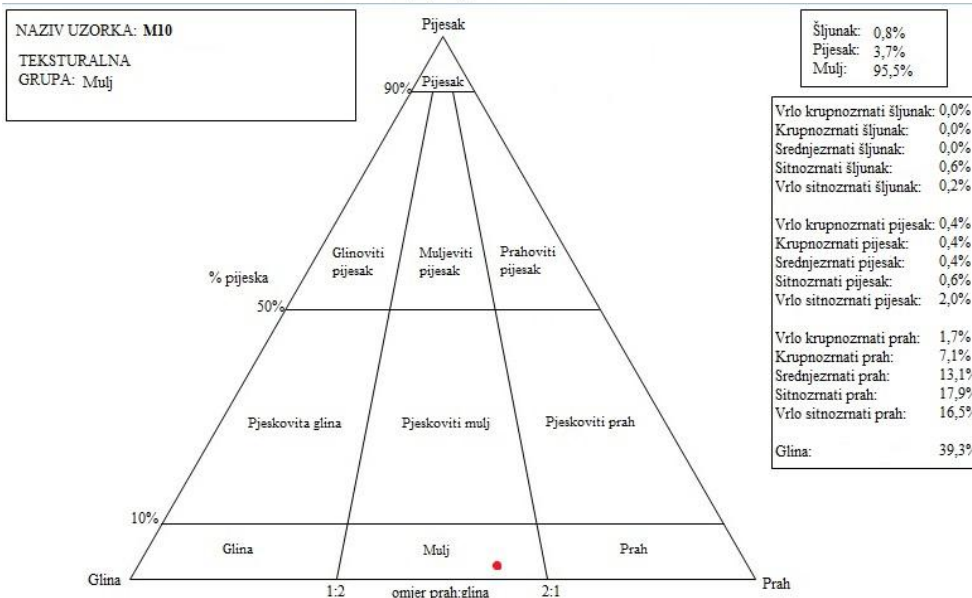 NAZIV UZORKA: M10
TEKSTURALNA
GRUPA: Mulj
Pijesak
Šljunak: 0,8%
Pijesak: 3,7%
Mulj: 95,5%
90%
Pijesak
Vrlo krupnozrnati šljunak: 0,0%
Krupnozrnati šljunak: 0,0%
Srednjezrnati šljunak: 0,0%
Sitnozrnati šljunak: 0,6%
Vrlo sitnozrnati šljunak: 0,2%
Vrlo krupnozrnati pijesak: 0,4%
Krupnozrnati pijesak: 0,4%
Srednjezrnati pijesak: 0,4%
Sitnozrnati pijesak: 0,6%
Vrlo sitnozrnati pijesak: 2,0%
Vrlo krupnozrnati prah: 1,7%
Krupnozrnati prah: 7,1%
Srednjezrnati prah: 13,1%
Sitnozrnati prah: 17,9%
Vrlo sitnozrnati prah: 16,5%
Glina: 39,3%
Glinoviti
pijesak
Muljeviti
pijesak
Prahoviti
pijesak
% pijeska
50%
Pjeskovita glina
Pjeskoviti mulj
Pjeskoviti prah
10%
Glina
Mulj
Prah
Glina
Prah
1:2
omjer prah:glina
2:1